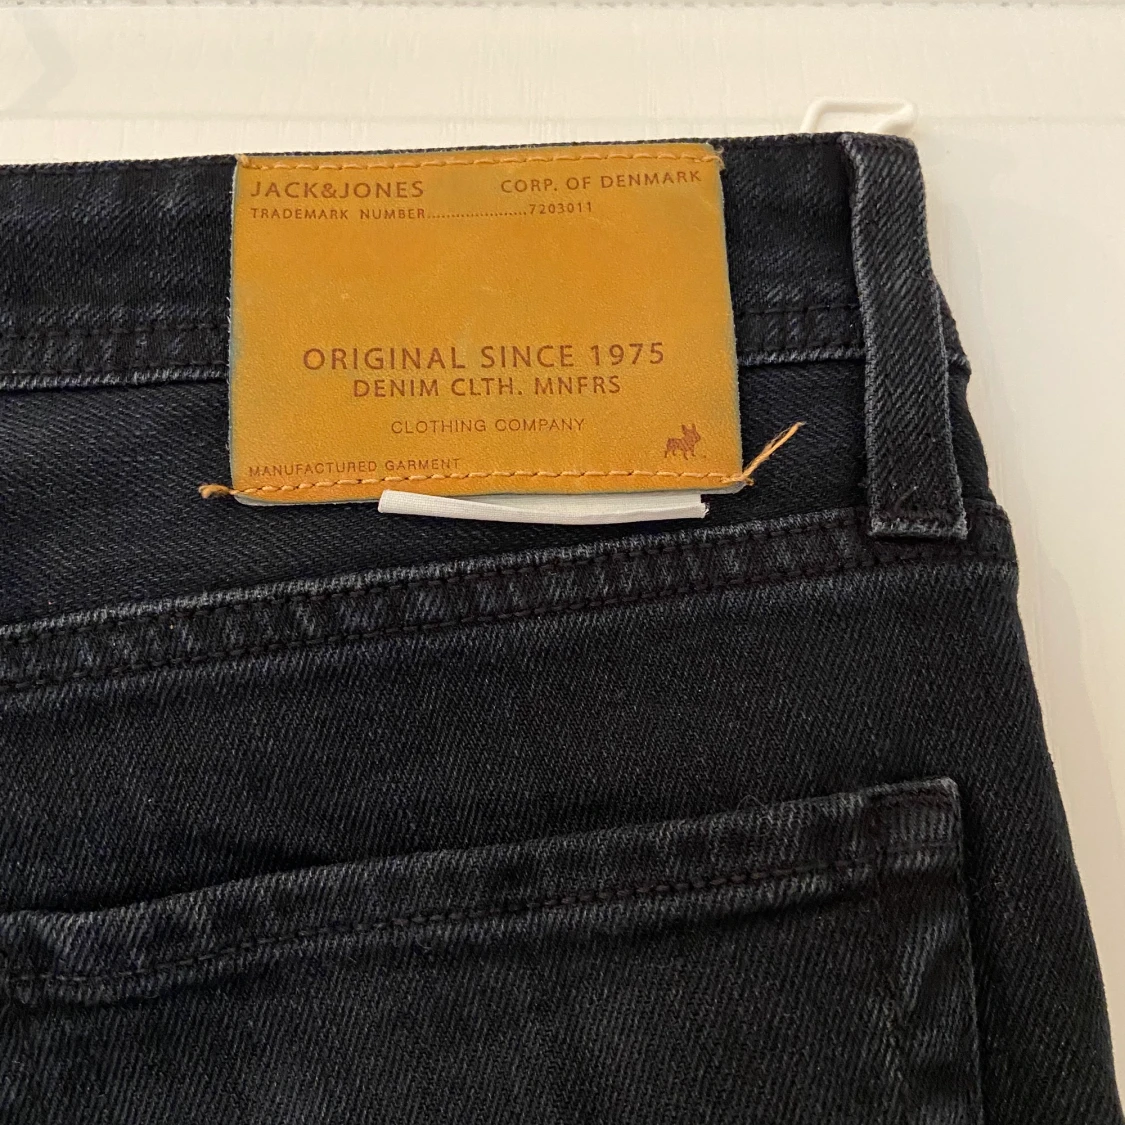 JACK&JONES CORP. OF DENMARK
TRADEMARK NUMBER......................7203011
ORIGINAL SINCE 1975
DENIM CLTH. MNFRS
CLOTHING COMPANY
MANUFACTURED GARMENT